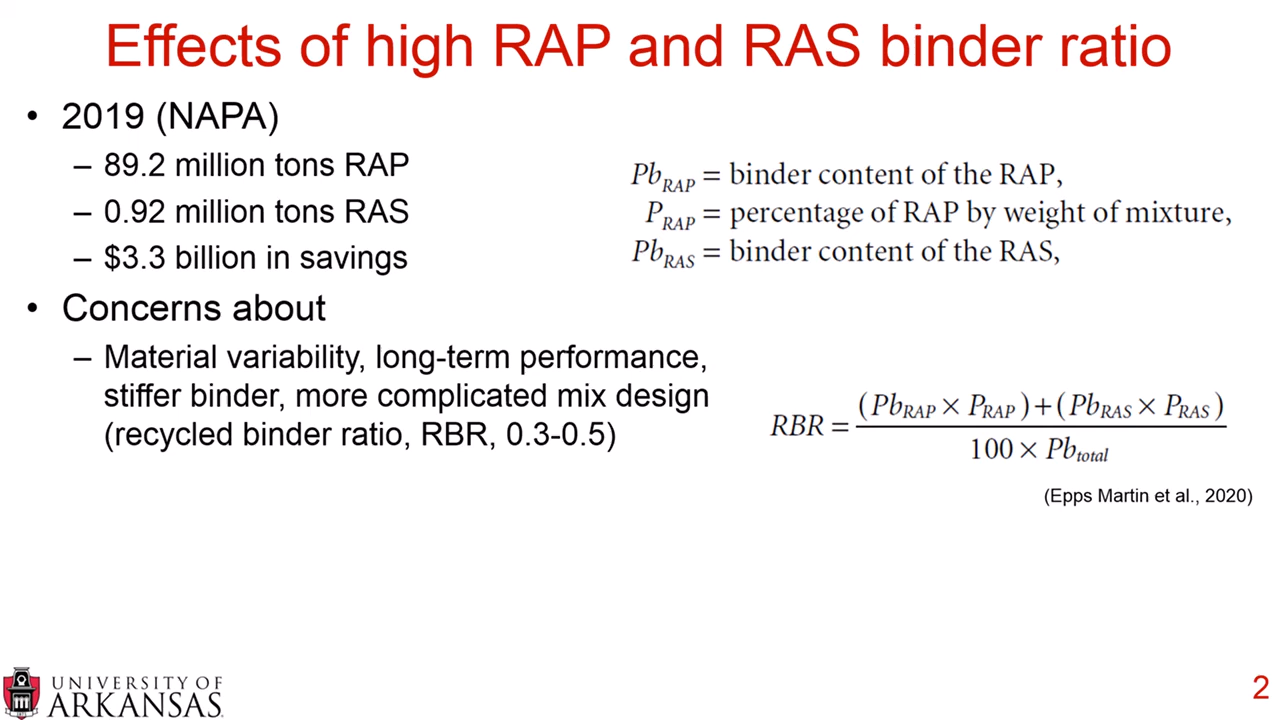 Effects of high RAP and RAS binder ratio
• 2019 (NAPA)
– 89.2 million tons RAP
– 0.92 million tons RAS
– $3.3 billion in savings
• Concerns about
– Material variability, long-term performance,
stiffer binder, more complicated mix design
(recycled binder ratio, RBR, 0.3-0.5)
Pb_RAP = binder content of the RAP,
P_RAP = percentage of RAP by weight of mixture,
Pb_RAS = binder content of the RAS,
RBR = (Pb_RAP × P_RAP) + (Pb_RAS × P_RAS) / 100 × Pb_total
(Epps Martin et al., 2020)
UNIVERSITY OF
ARKANSAS
2